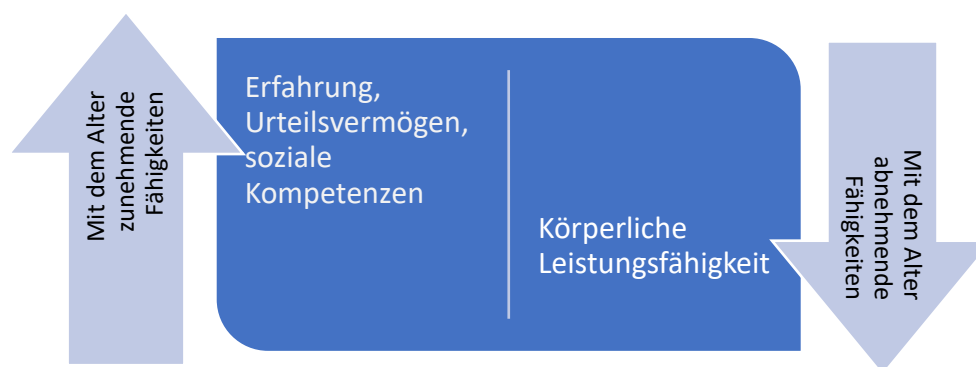 Mit dem Alter
zunehmende
Fähigkeiten
Erfahrung,
Urteilsvermögen,
soziale
Kompetenzen
Körperliche
Leistungsfähigkeit
Mit dem Alter
abnehmende
Fähigkeiten